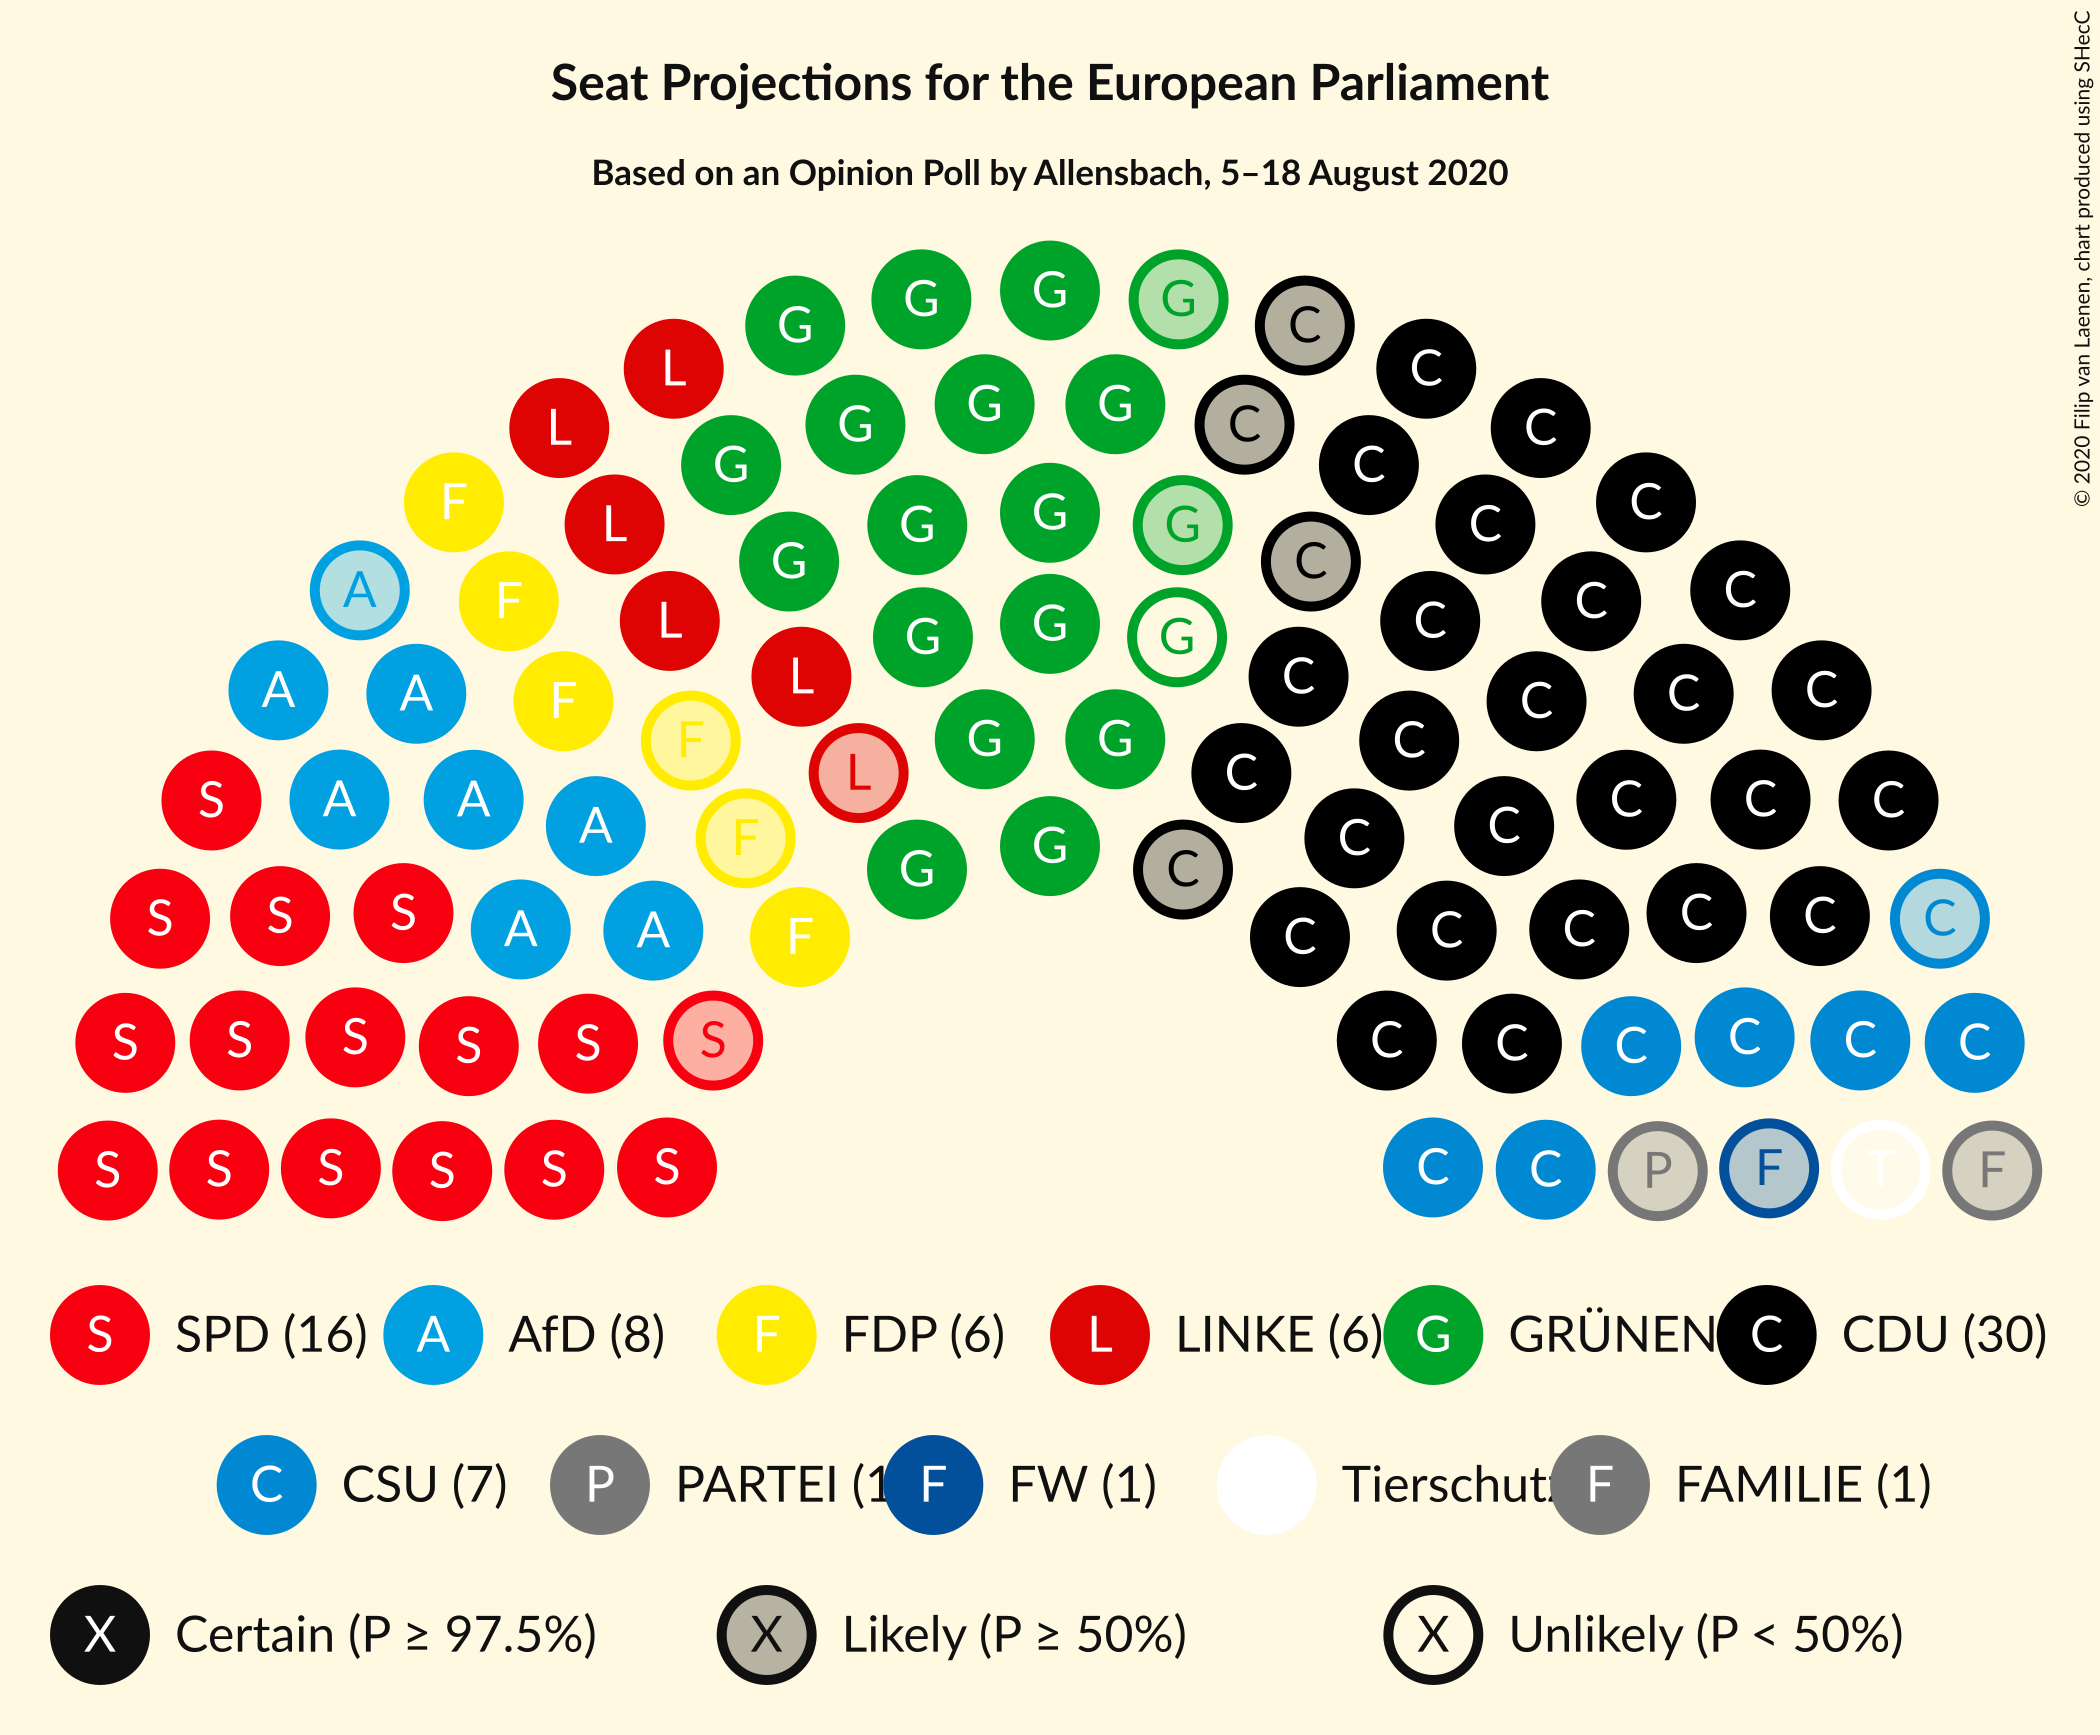 Seat Projections for the European Parliament
Based on an Opinion Poll by Allensbach, 5–18 August 2020
© 2020 Filip van Laenen, chart produced using SHecC
G G G G
G C
L C
G G G C
L C
G C
F G C
L G G C
G C
A F C C
L G C
G G
L C
A A F C C C
F G G C
L C
S A A C C C
A C
F G C
G C
S S S C C C
A A F C C C
S S S S S S C C C C C C
S S S S S S C C P F T F
S SPD (16) A AfD (8) F FDP (6) L LINKE (6) G GRÜNEN C CDU (30)
C CSU (7) P PARTEI (1 F FW (1) Tierschutz F FAMILIE (1)
X Certain (P ≥ 97.5%) X Likely (P ≥ 50%) X Unlikely (P < 50%)